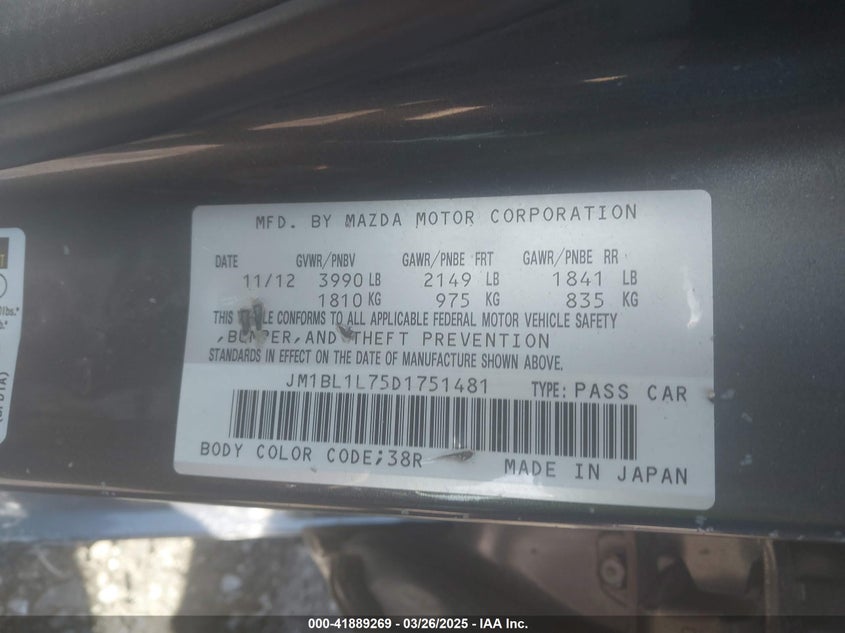 MFD. BY MAZDA MOTOR CORPORATION
DATE GVWR/PNBV GAWR/PNBE FRT GAWR/PNBE RR
11/12 3990 LB 2149 LB 1841 LB
1810 KG 975 KG 835 KG
THIS CONFORMS TO ALL APPLICABLE FEDERAL MOTOR VEHICLE SAFETY
,BUMPER,AND THEFT PREVENTION
STANDARDS IN EFFECT ON THE DATE OF MANUFACTURE SHOWN ABOVE.
JM1BL1L75D1751481 TYPE: PASS CAR
BODY COLOR CODE;38R MADE IN JAPAN
lbs.*
000-41889269 - 03/26/2025 - IAA Inc.